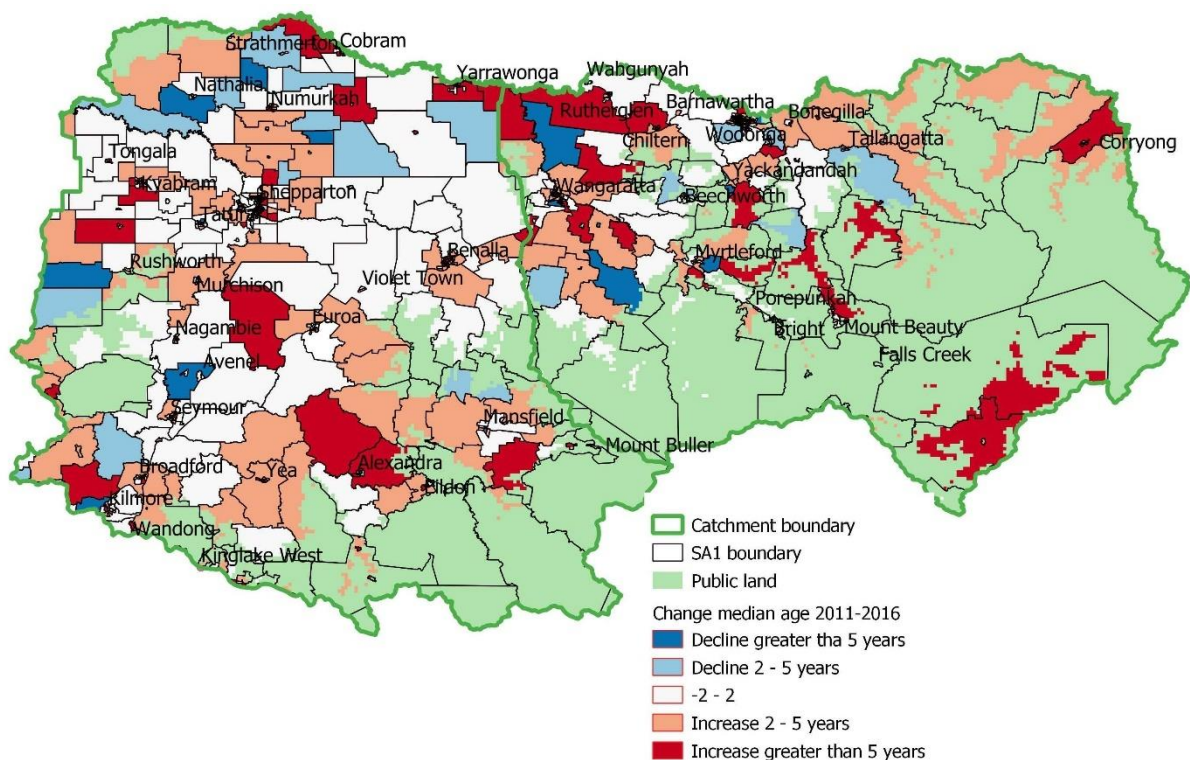 Strathmerton
Cobram
Yarrawonga
Wahgunyah
Nathalia
Numurkah
Rutherglen
Barnawartha
Bonegilla
Chiltern
Wodonga
Tallangatta
Corryong
Tongala
Yackandandah
Kyabram
Shepparton
Wangaratta
Beechworth
Tatura
Benalla
Myrtleford
Rushworth
Violet Town
Murchison
Porepunkah
Nagambie
Euroa
Bright
Mount Beauty
Avenel
Falls Creek
Seymour
Mansfield
Mount Buller
Broadford
Yea
Alexandra
Eildon
Kilmore
Wandong
Kinglake West
Catchment boundary
SA1 boundary
Public land
Change median age 2011-2016
Decline greater tha 5 years
Decline 2 - 5 years
-2 - 2
Increase 2 - 5 years
Increase greater than 5 years